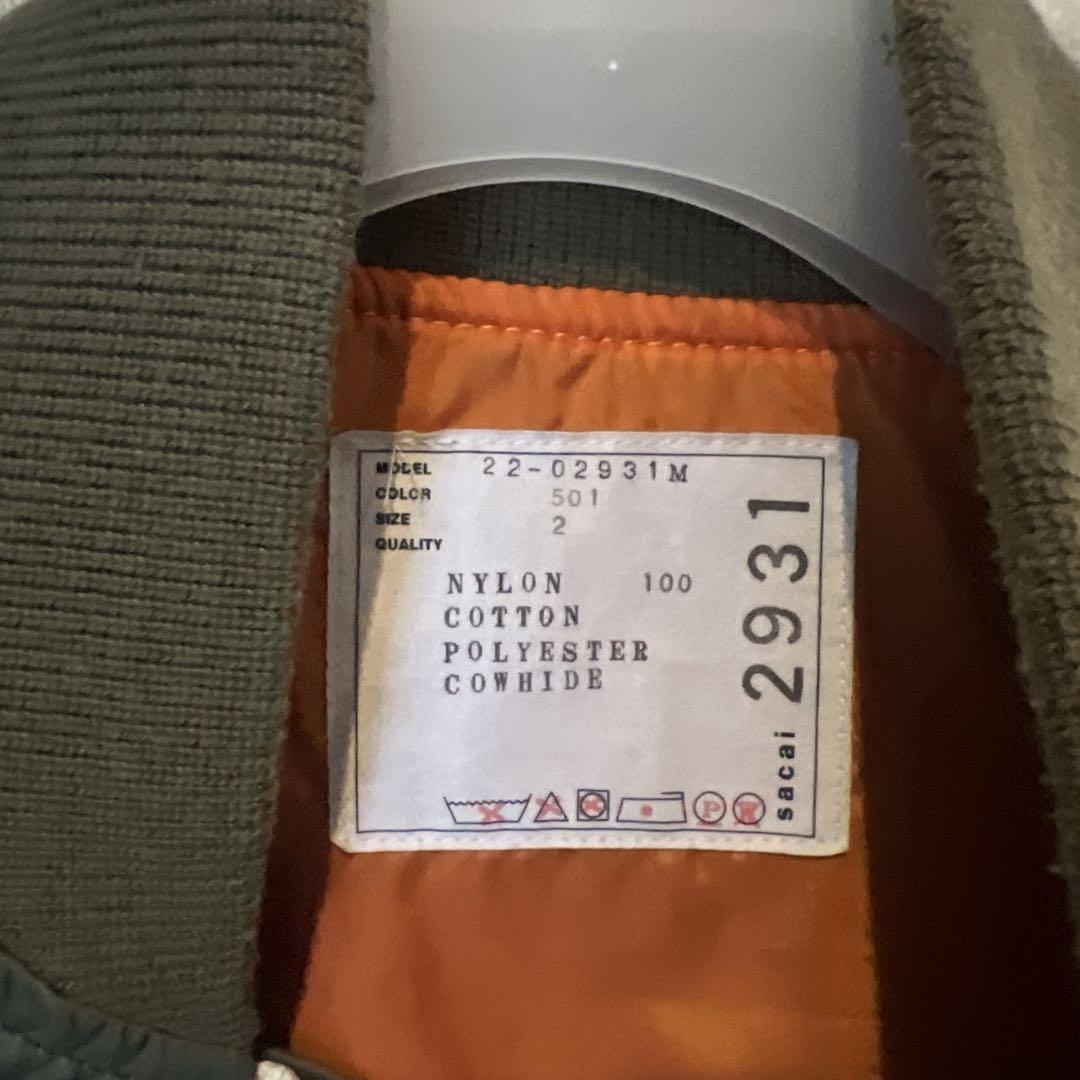 MODEL 22-02931M
COLOR 501
SIZE 2
QUALITY
NYLON 100
COTTON
POLYESTER
COWHIDE
P W
sacai 2931